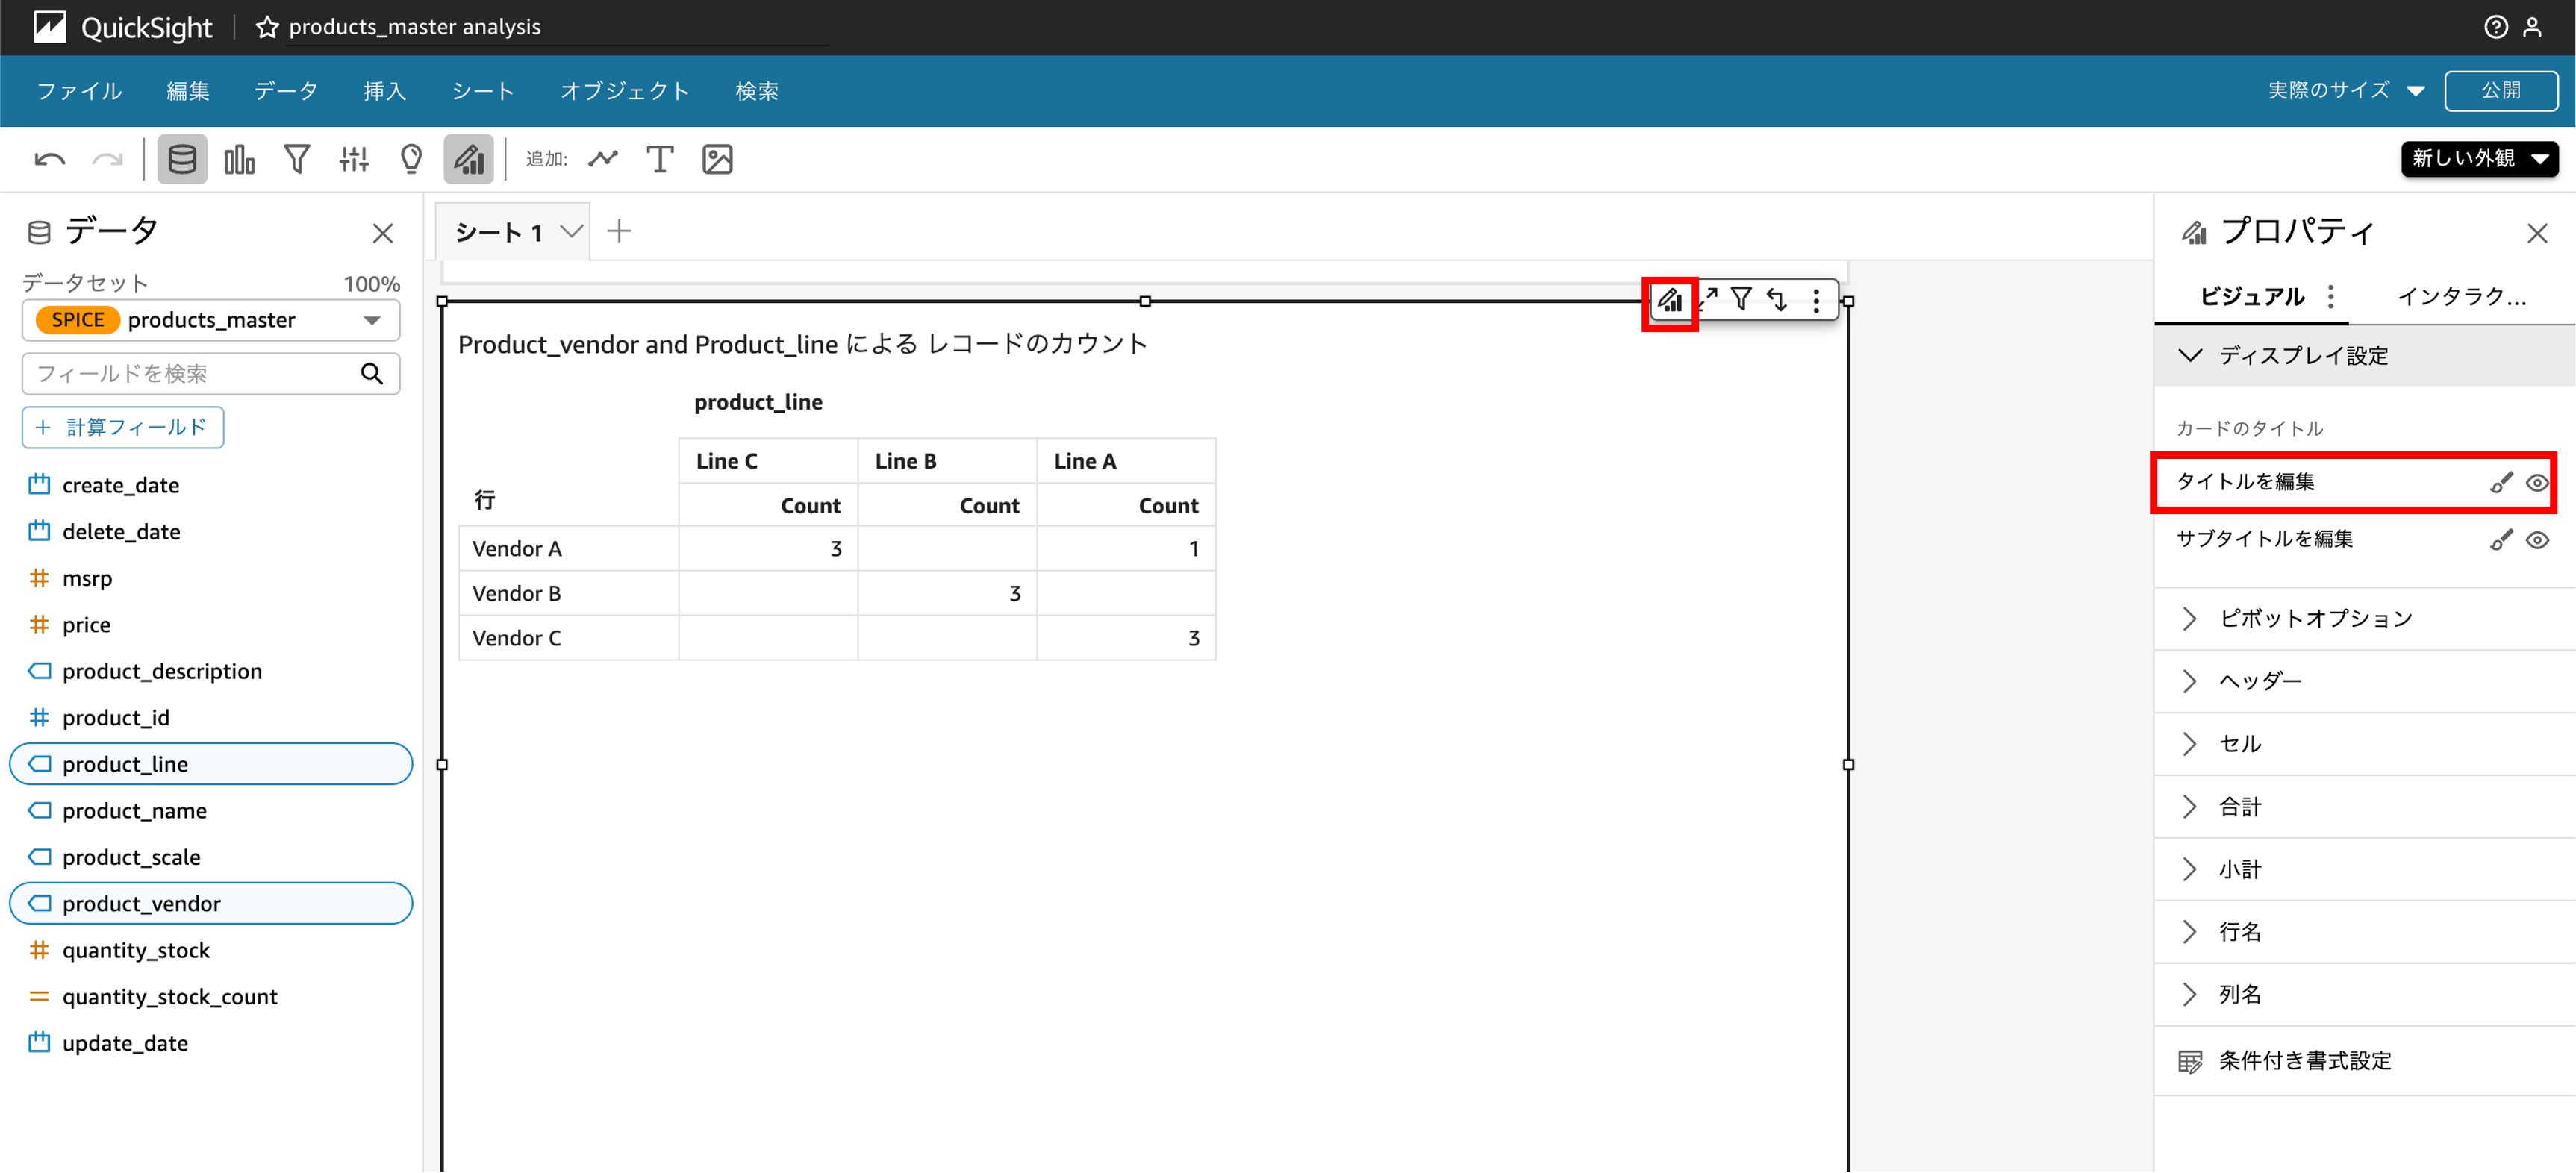 QuickSight products_master analysis
ファイル 編集 データ 挿入 シート オブジェクト 検索 実際のサイズ 公開
追加: 新しい外観
データ
データセット 100%
SPICE products_master
フィールドを検索
計算フィールド
create_date
delete_date
msrp
price
product_description
product_id
product_line
product_name
product_scale
product_vendor
quantity_stock
quantity_stock_count
update_date
シート 1
Product_vendor and Product_line による レコードのカウント
product_line
Line C Line B Line A
行 Count Count Count
Vendor A 3 1
Vendor B 3
Vendor C 3
プロパティ
ビジュアル インタラク...
ディスプレイ設定
カードのタイトル
タイトルを編集
サブタイトルを編集
ピボットオプション
ヘッダー
セル
合計
小計
行名
列名
条件付き書式設定